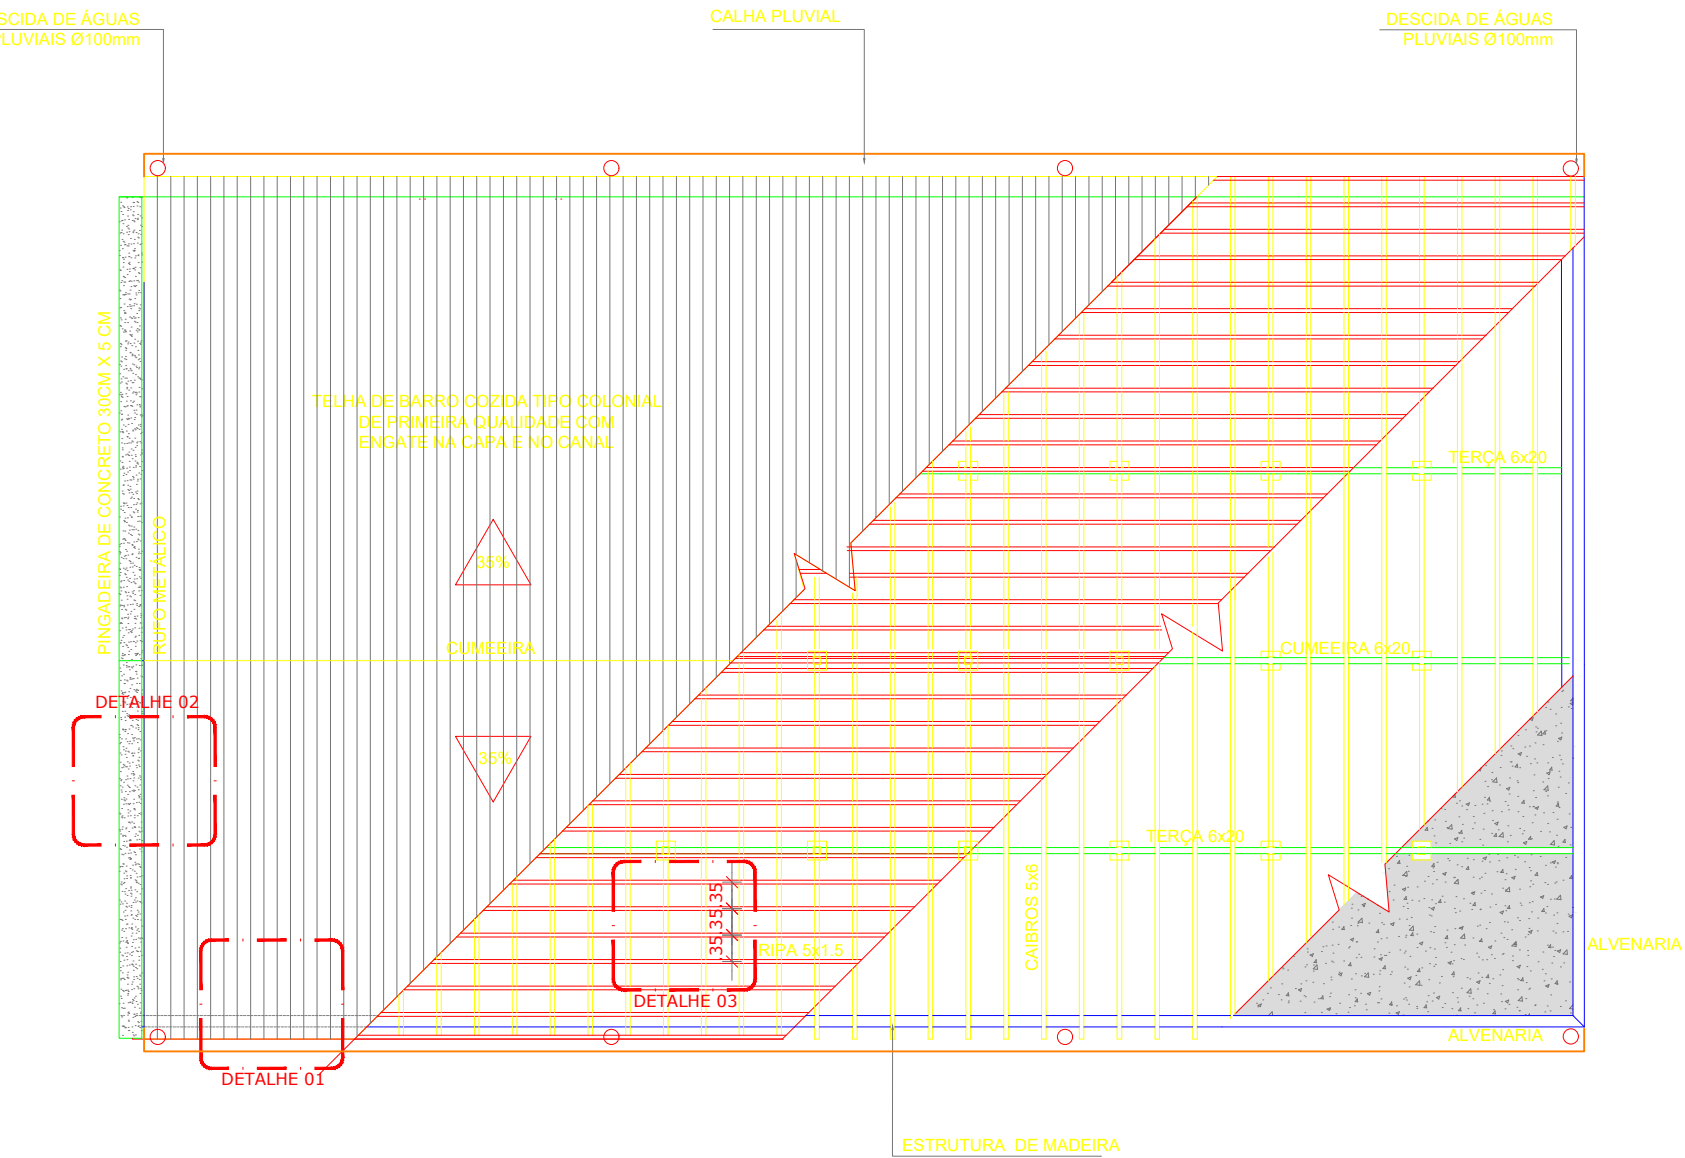 SCIDA DE ÁGUAS
PLUVIAIS Ø100mm
CALHA PLUVIAL
DESCIDA DE ÁGUAS
PLUVIAIS Ø100mm
PINGADEIRA DE CONCRETO 30CM X 5 CM
RUFO METÁLICO
TELHA DE BARRO COZIDA TIPO COLONIAL
DE PRIMEIRA QUALIDADE COM
ENGATE NA CAPA E NO CANAL
TERÇA 6x20
35%
CUMEEIRA
CUMEEIRA 6x20
DETALHE 02
35%
TERÇA 6x20
CAIBROS 5x6
35,35,35
RIPA 5x1.5
ALVENARIA
DETALHE 03
ALVENARIA
DETALHE 01
ESTRUTURA DE MADEIRA